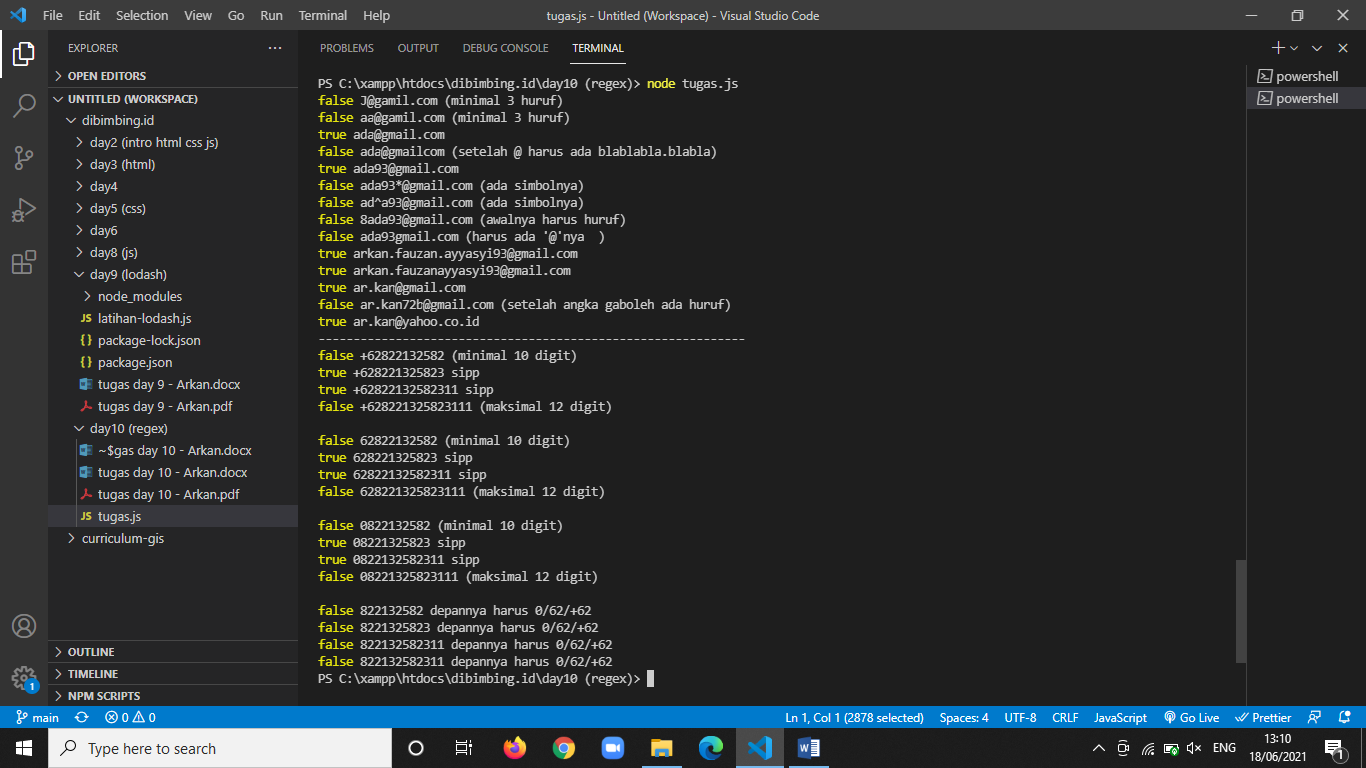 File Edit Selection View Go Run Terminal Help
tugas.js - Untitled (Workspace) - Visual Studio Code
EXPLORER
OPEN EDITORS
UNTITLED (WORKSPACE)
dibimbing.id
day2 (intro html css js)
day3 (html)
day4
day5 (css)
day6
day8 (js)
day9 (lodash)
node_modules
JS latihan-lodash.js
{} package-lock.json
{} package.json
tugas day 9 - Arkan.docx
tugas day 9 - Arkan.pdf
day10 (regex)
~$gas day 10 - Arkan.docx
tugas day 10 - Arkan.docx
tugas day 10 - Arkan.pdf
JS tugas.js
curriculum-gis
OUTLINE
TIMELINE
NPM SCRIPTS
1
PROBLEMS OUTPUT DEBUG CONSOLE TERMINAL
PS C:\xampp\htdocs\dibimbing.id\day10 (regex)> node tugas.js
false J@gamil.com (minimal 3 huruf)
false aa@gamil.com (minimal 3 huruf)
true ada@gmail.com
false ada@gmailcom (setelah @ harus ada blablabla.blabla)
true ada93@gmail.com
false ada93*@gmail.com (ada simbolnya)
false ad^a93@gmail.com (ada simbolnya)
false 8ada93@gmail.com (awalnya harus huruf)
false ada93gmail.com (harus ada '@'nya  )
true arkan.fauzan.ayyasyi93@gmail.com
true arkan.fauzanayyasyi93@gmail.com
true ar.kan@gmail.com
false ar.kan72b@gmail.com (setelah angka gaboleh ada huruf)
true ar.kan@yahoo.co.id
-------------------------------------------------------------
false +62822132582 (minimal 10 digit)
true +628221325823 sipp
true +62822132582311 sipp
false +628221325823111 (maksimal 12 digit)
false 62822132582 (minimal 10 digit)
true 628221325823 sipp
true 62822132582311 sipp
false 628221325823111 (maksimal 12 digit)
false 0822132582 (minimal 10 digit)
true 08221325823 sipp
true 0822132582311 sipp
false 08221325823111 (maksimal 12 digit)
false 822132582 depannya harus 0/62/+62
false 8221325823 depannya harus 0/62/+62
false 822132582311 depannya harus 0/62/+62
false 822132582311 depannya harus 0/62/+62
PS C:\xampp\htdocs\dibimbing.id\day10 (regex)>
powershell
powershell
main 0 0 Ln 1, Col 1 (2878 selected) Spaces: 4 UTF-8 CRLF JavaScript Go Live Prettier
Type here to search
ENG
13:10
18/06/2021
1